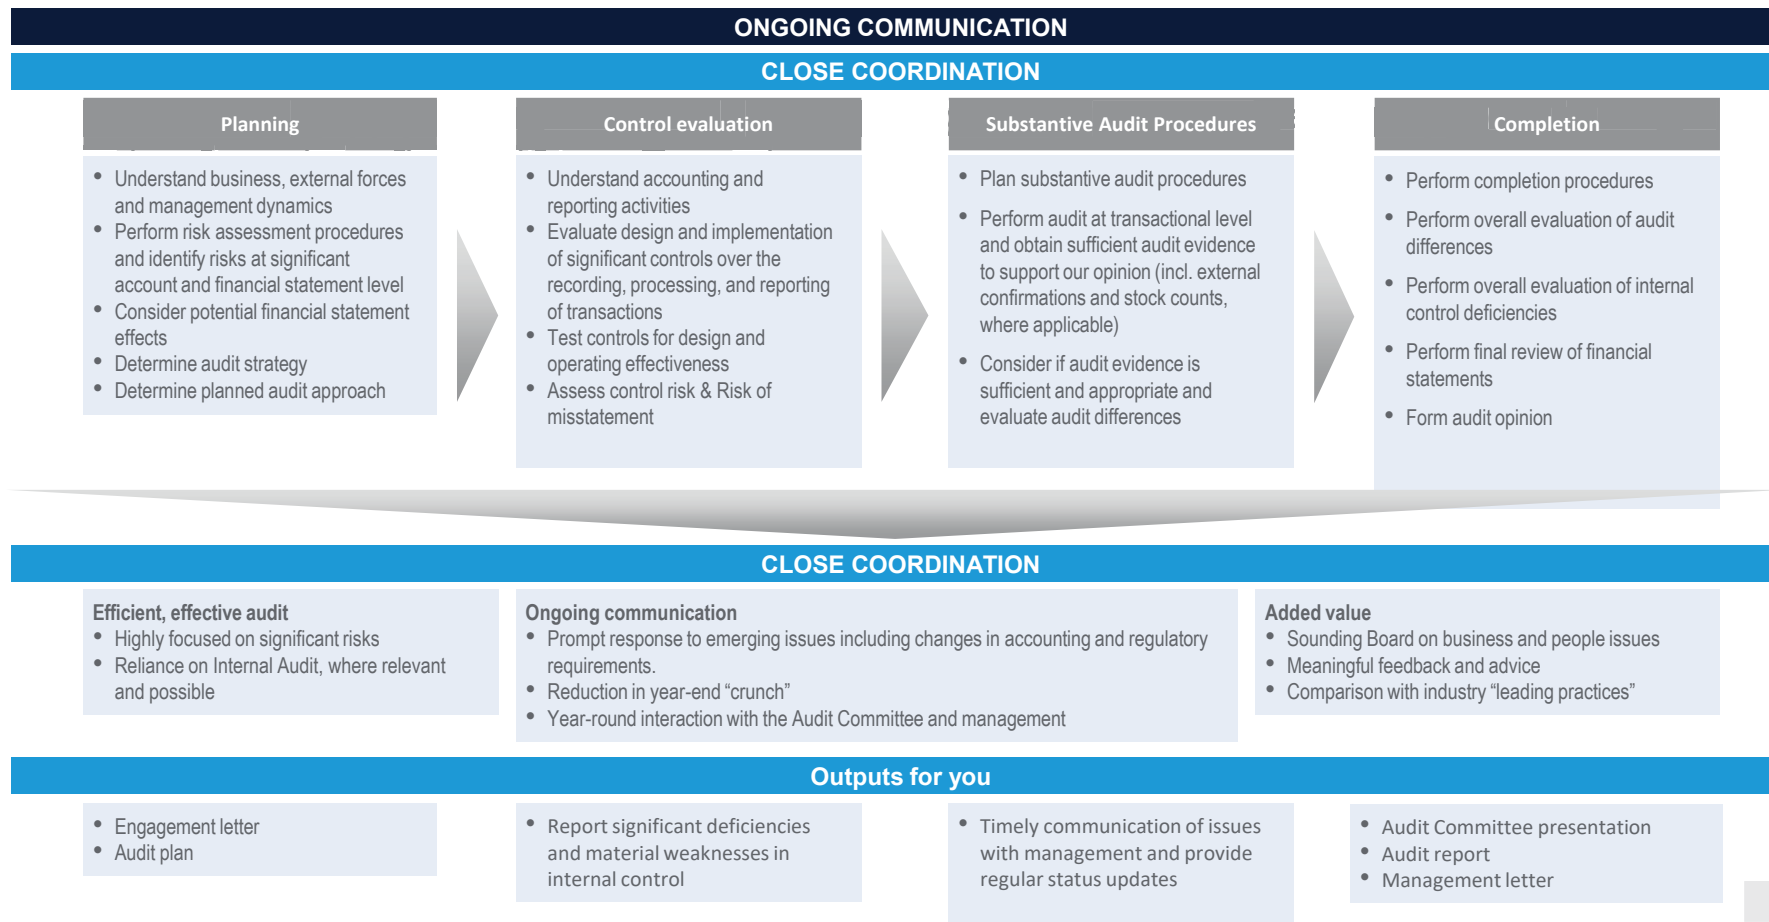 ONGOING COMMUNICATION
CLOSE COORDINATION
Planning
• Understand business, external forces
and management dynamics
• Perform risk assessment procedures
and identify risks at significant
account and financial statement level
• Consider potential financial statement
effects
• Determine audit strategy
• Determine planned audit approach
Control evaluation
• Understand accounting and
reporting activities
• Evaluate design and implementation
of significant controls over the
recording, processing, and reporting
of transactions
• Test controls for design and
operating effectiveness
• Assess control risk & Risk of
misstatement
Substantive Audit Procedures
• Plan substantive audit procedures
• Perform audit at transactional level
and obtain sufficient audit evidence
to support our opinion (incl. external
confirmations and stock counts,
where applicable)
• Consider if audit evidence is
sufficient and appropriate and
evaluate audit differences
Completion
• Perform completion procedures
• Perform overall evaluation of audit
differences
• Perform overall evaluation of internal
control deficiencies
• Perform final review of financial
statements
• Form audit opinion
CLOSE COORDINATION
Efficient, effective audit
• Highly focused on significant risks
• Reliance on Internal Audit, where relevant
and possible
Ongoing communication
• Prompt response to emerging issues including changes in accounting and regulatory
requirements.
• Reduction in year-end “crunch”
• Year-round interaction with the Audit Committee and management
Added value
• Sounding Board on business and people issues
• Meaningful feedback and advice
• Comparison with industry “leading practices”
Outputs for you
• Engagement letter
• Audit plan
• Report significant deficiencies
and material weaknesses in
internal control
• Timely communication of issues
with management and provide
regular status updates
• Audit Committee presentation
• Audit report
• Management letter